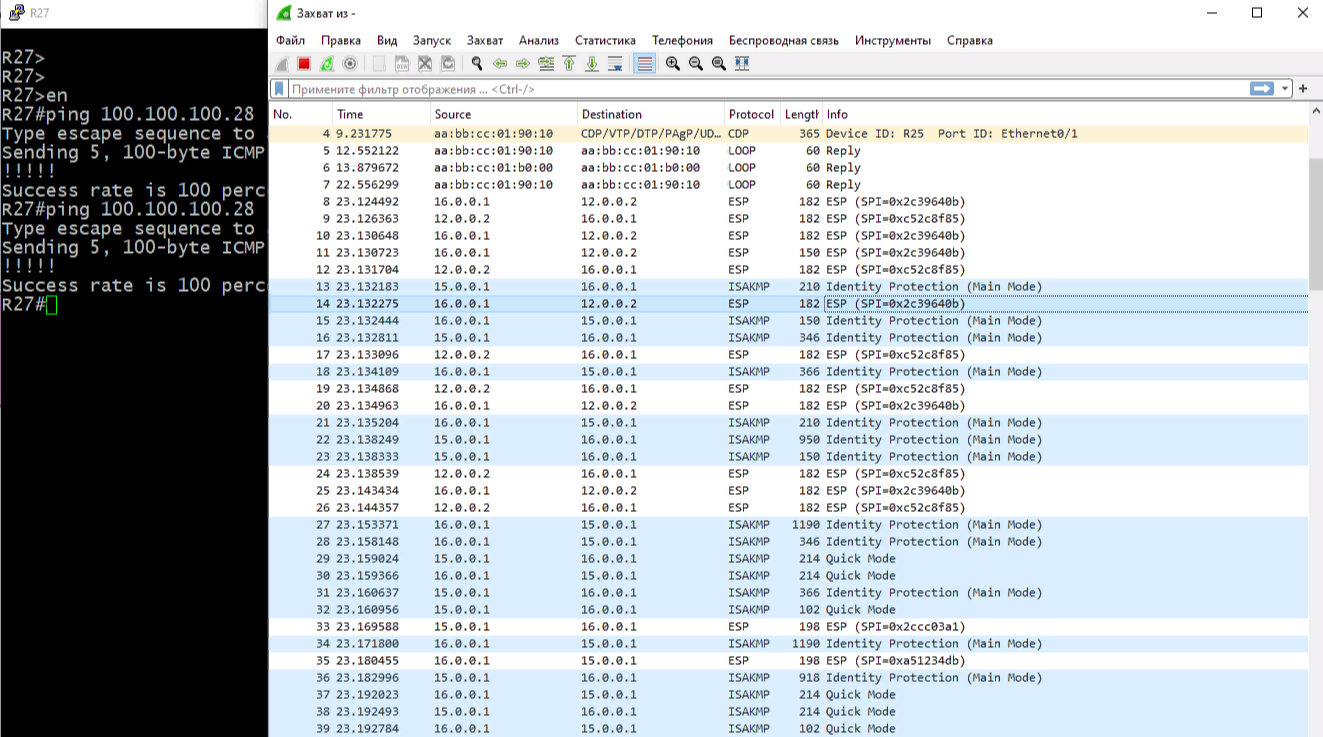 R27
R27>
R27>
R27>en
R27#ping 100.100.100.28
Type escape sequence to
Sending 5, 100-byte ICMP
!!!!!
Success rate is 100 perc
R27#ping 100.100.100.28
Type escape sequence to
Sending 5, 100-byte ICMP
!!!!!
Success rate is 100 perc
R27#
Захват из -
Файл Правка Вид Запуск Захват Анализ Статистика Телефония Беспроводная связь Инструменты Справка
Примените фильтр отображения ... <Ctrl-/>
No. Time Source Destination Protocol Length Info
4 9.231775 aa:bb:cc:01:90:10 CDP/VTP/DTP/PAgP/UD… CDP 365 Device ID: R25 Port ID: Ethernet0/1
5 12.552122 aa:bb:cc:01:90:10 aa:bb:cc:01:90:10 LOOP 60 Reply
6 13.879672 aa:bb:cc:01:b0:00 aa:bb:cc:01:b0:00 LOOP 60 Reply
7 22.556299 aa:bb:cc:01:90:10 aa:bb:cc:01:90:10 LOOP 60 Reply
8 23.124492 16.0.0.1 12.0.0.2 ESP 182 ESP (SPI=0x2c39640b)
9 23.126363 12.0.0.2 16.0.0.1 ESP 182 ESP (SPI=0xc52c8f85)
10 23.130648 16.0.0.1 12.0.0.2 ESP 182 ESP (SPI=0x2c39640b)
11 23.130723 16.0.0.1 12.0.0.2 ESP 150 ESP (SPI=0x2c39640b)
12 23.131704 12.0.0.2 16.0.0.1 ESP 182 ESP (SPI=0xc52c8f85)
13 23.132183 15.0.0.1 16.0.0.1 ISAKMP 210 Identity Protection (Main Mode)
14 23.132275 16.0.0.1 12.0.0.2 ESP 182 ESP (SPI=0x2c39640b)
15 23.132444 16.0.0.1 15.0.0.1 ISAKMP 150 Identity Protection (Main Mode)
16 23.132811 15.0.0.1 16.0.0.1 ISAKMP 346 Identity Protection (Main Mode)
17 23.133096 12.0.0.2 16.0.0.1 ESP 182 ESP (SPI=0xc52c8f85)
18 23.134109 16.0.0.1 15.0.0.1 ISAKMP 366 Identity Protection (Main Mode)
19 23.134868 12.0.0.2 16.0.0.1 ESP 182 ESP (SPI=0xc52c8f85)
20 23.134963 16.0.0.1 12.0.0.2 ESP 182 ESP (SPI=0x2c39640b)
21 23.135204 16.0.0.1 15.0.0.1 ISAKMP 210 Identity Protection (Main Mode)
22 23.138249 15.0.0.1 16.0.0.1 ISAKMP 950 Identity Protection (Main Mode)
23 23.138333 15.0.0.1 16.0.0.1 ISAKMP 150 Identity Protection (Main Mode)
24 23.138539 12.0.0.2 16.0.0.1 ESP 182 ESP (SPI=0xc52c8f85)
25 23.143434 16.0.0.1 12.0.0.2 ESP 182 ESP (SPI=0x2c39640b)
26 23.144357 12.0.0.2 16.0.0.1 ESP 182 ESP (SPI=0xc52c8f85)
27 23.153371 16.0.0.1 15.0.0.1 ISAKMP 1190 Identity Protection (Main Mode)
28 23.158148 16.0.0.1 15.0.0.1 ISAKMP 346 Identity Protection (Main Mode)
29 23.159024 15.0.0.1 16.0.0.1 ISAKMP 214 Quick Mode
30 23.159366 16.0.0.1 15.0.0.1 ISAKMP 214 Quick Mode
31 23.160637 15.0.0.1 16.0.0.1 ISAKMP 366 Identity Protection (Main Mode)
32 23.160956 15.0.0.1 16.0.0.1 ISAKMP 102 Quick Mode
33 23.169588 15.0.0.1 16.0.0.1 ESP 198 ESP (SPI=0x2ccc03a1)
34 23.171800 16.0.0.1 15.0.0.1 ISAKMP 1190 Identity Protection (Main Mode)
35 23.180455 16.0.0.1 15.0.0.1 ESP 198 ESP (SPI=0xa51234db)
36 23.182996 15.0.0.1 16.0.0.1 ISAKMP 918 Identity Protection (Main Mode)
37 23.192023 16.0.0.1 15.0.0.1 ISAKMP 214 Quick Mode
38 23.192493 15.0.0.1 16.0.0.1 ISAKMP 214 Quick Mode
39 23.192784 16.0.0.1 15.0.0.1 ISAKMP 102 Quick Mode